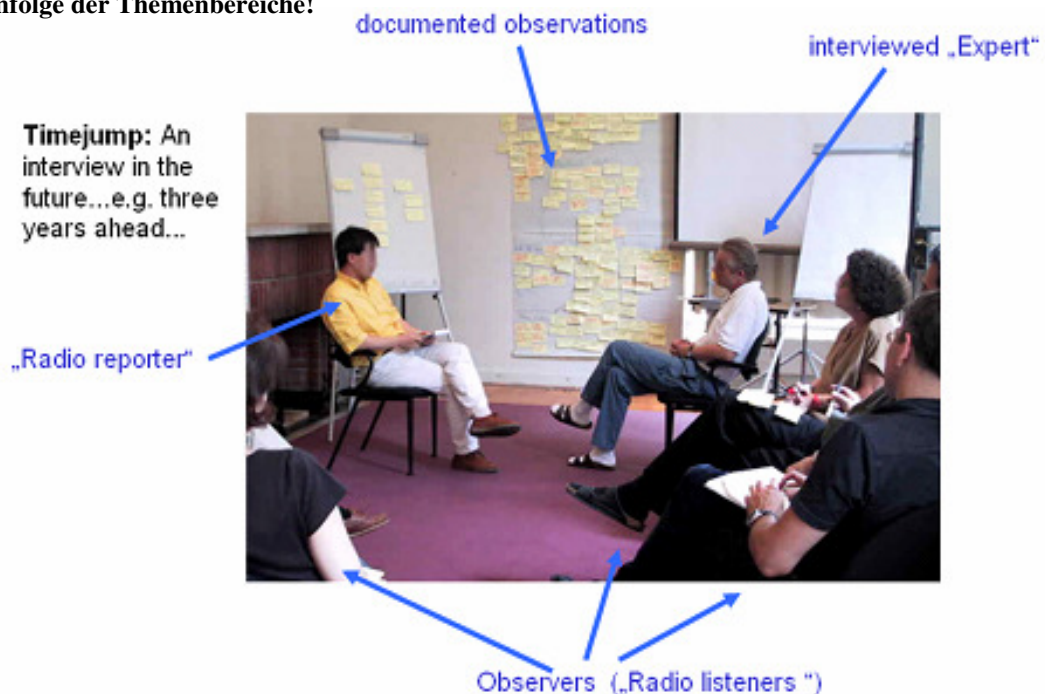 nfolge der Themenbereiche!
documented observations
interviewed „Expert“
Timejump: An
interview in the
future...e.g. three
years ahead...
„Radio reporter“
Observers („Radio listeners “)